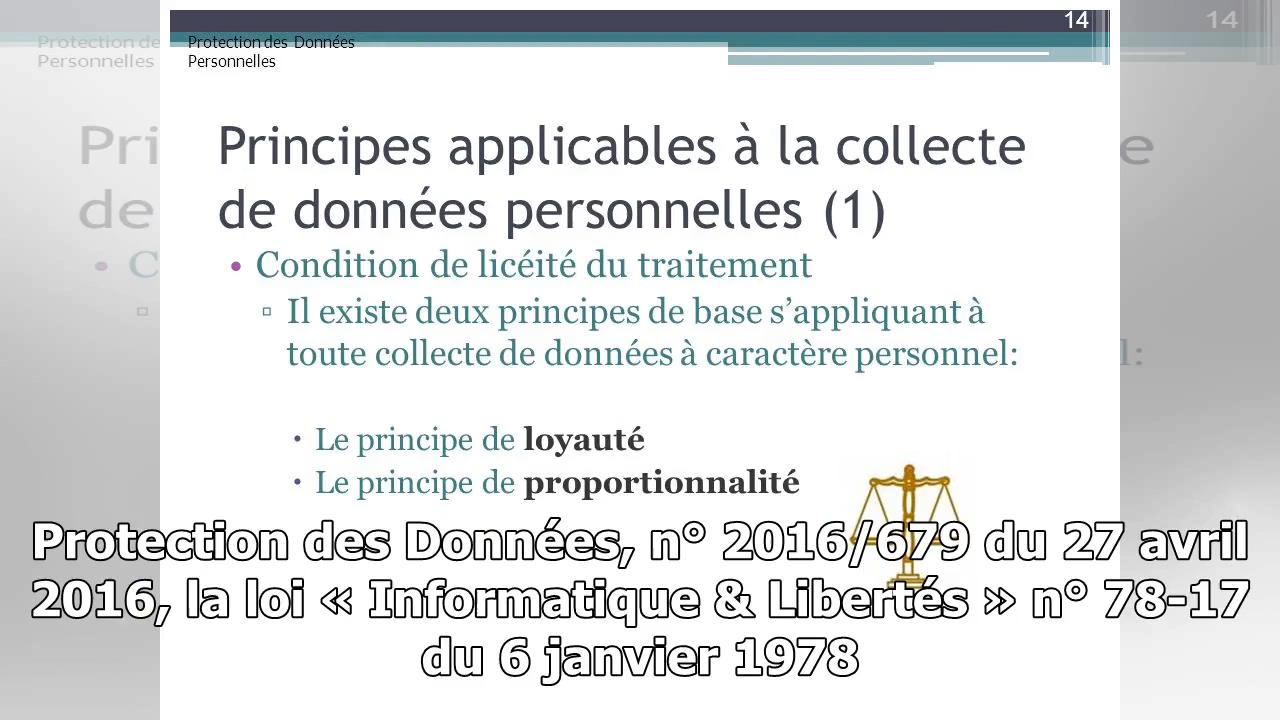 14
Protection des Données
Personnelles
Principes applicables à la collecte
de données personnelles (1)
• Condition de licéité du traitement
▫ Il existe deux principes de base s’appliquant à
toute collecte de données à caractère personnel:
▪ Le principe de loyauté
▪ Le principe de proportionnalité
Protection des Données, n° 2016/679 du 27 avril
2016, la loi « Informatique & Libertés » n° 78-17
du 6 janvier 1978